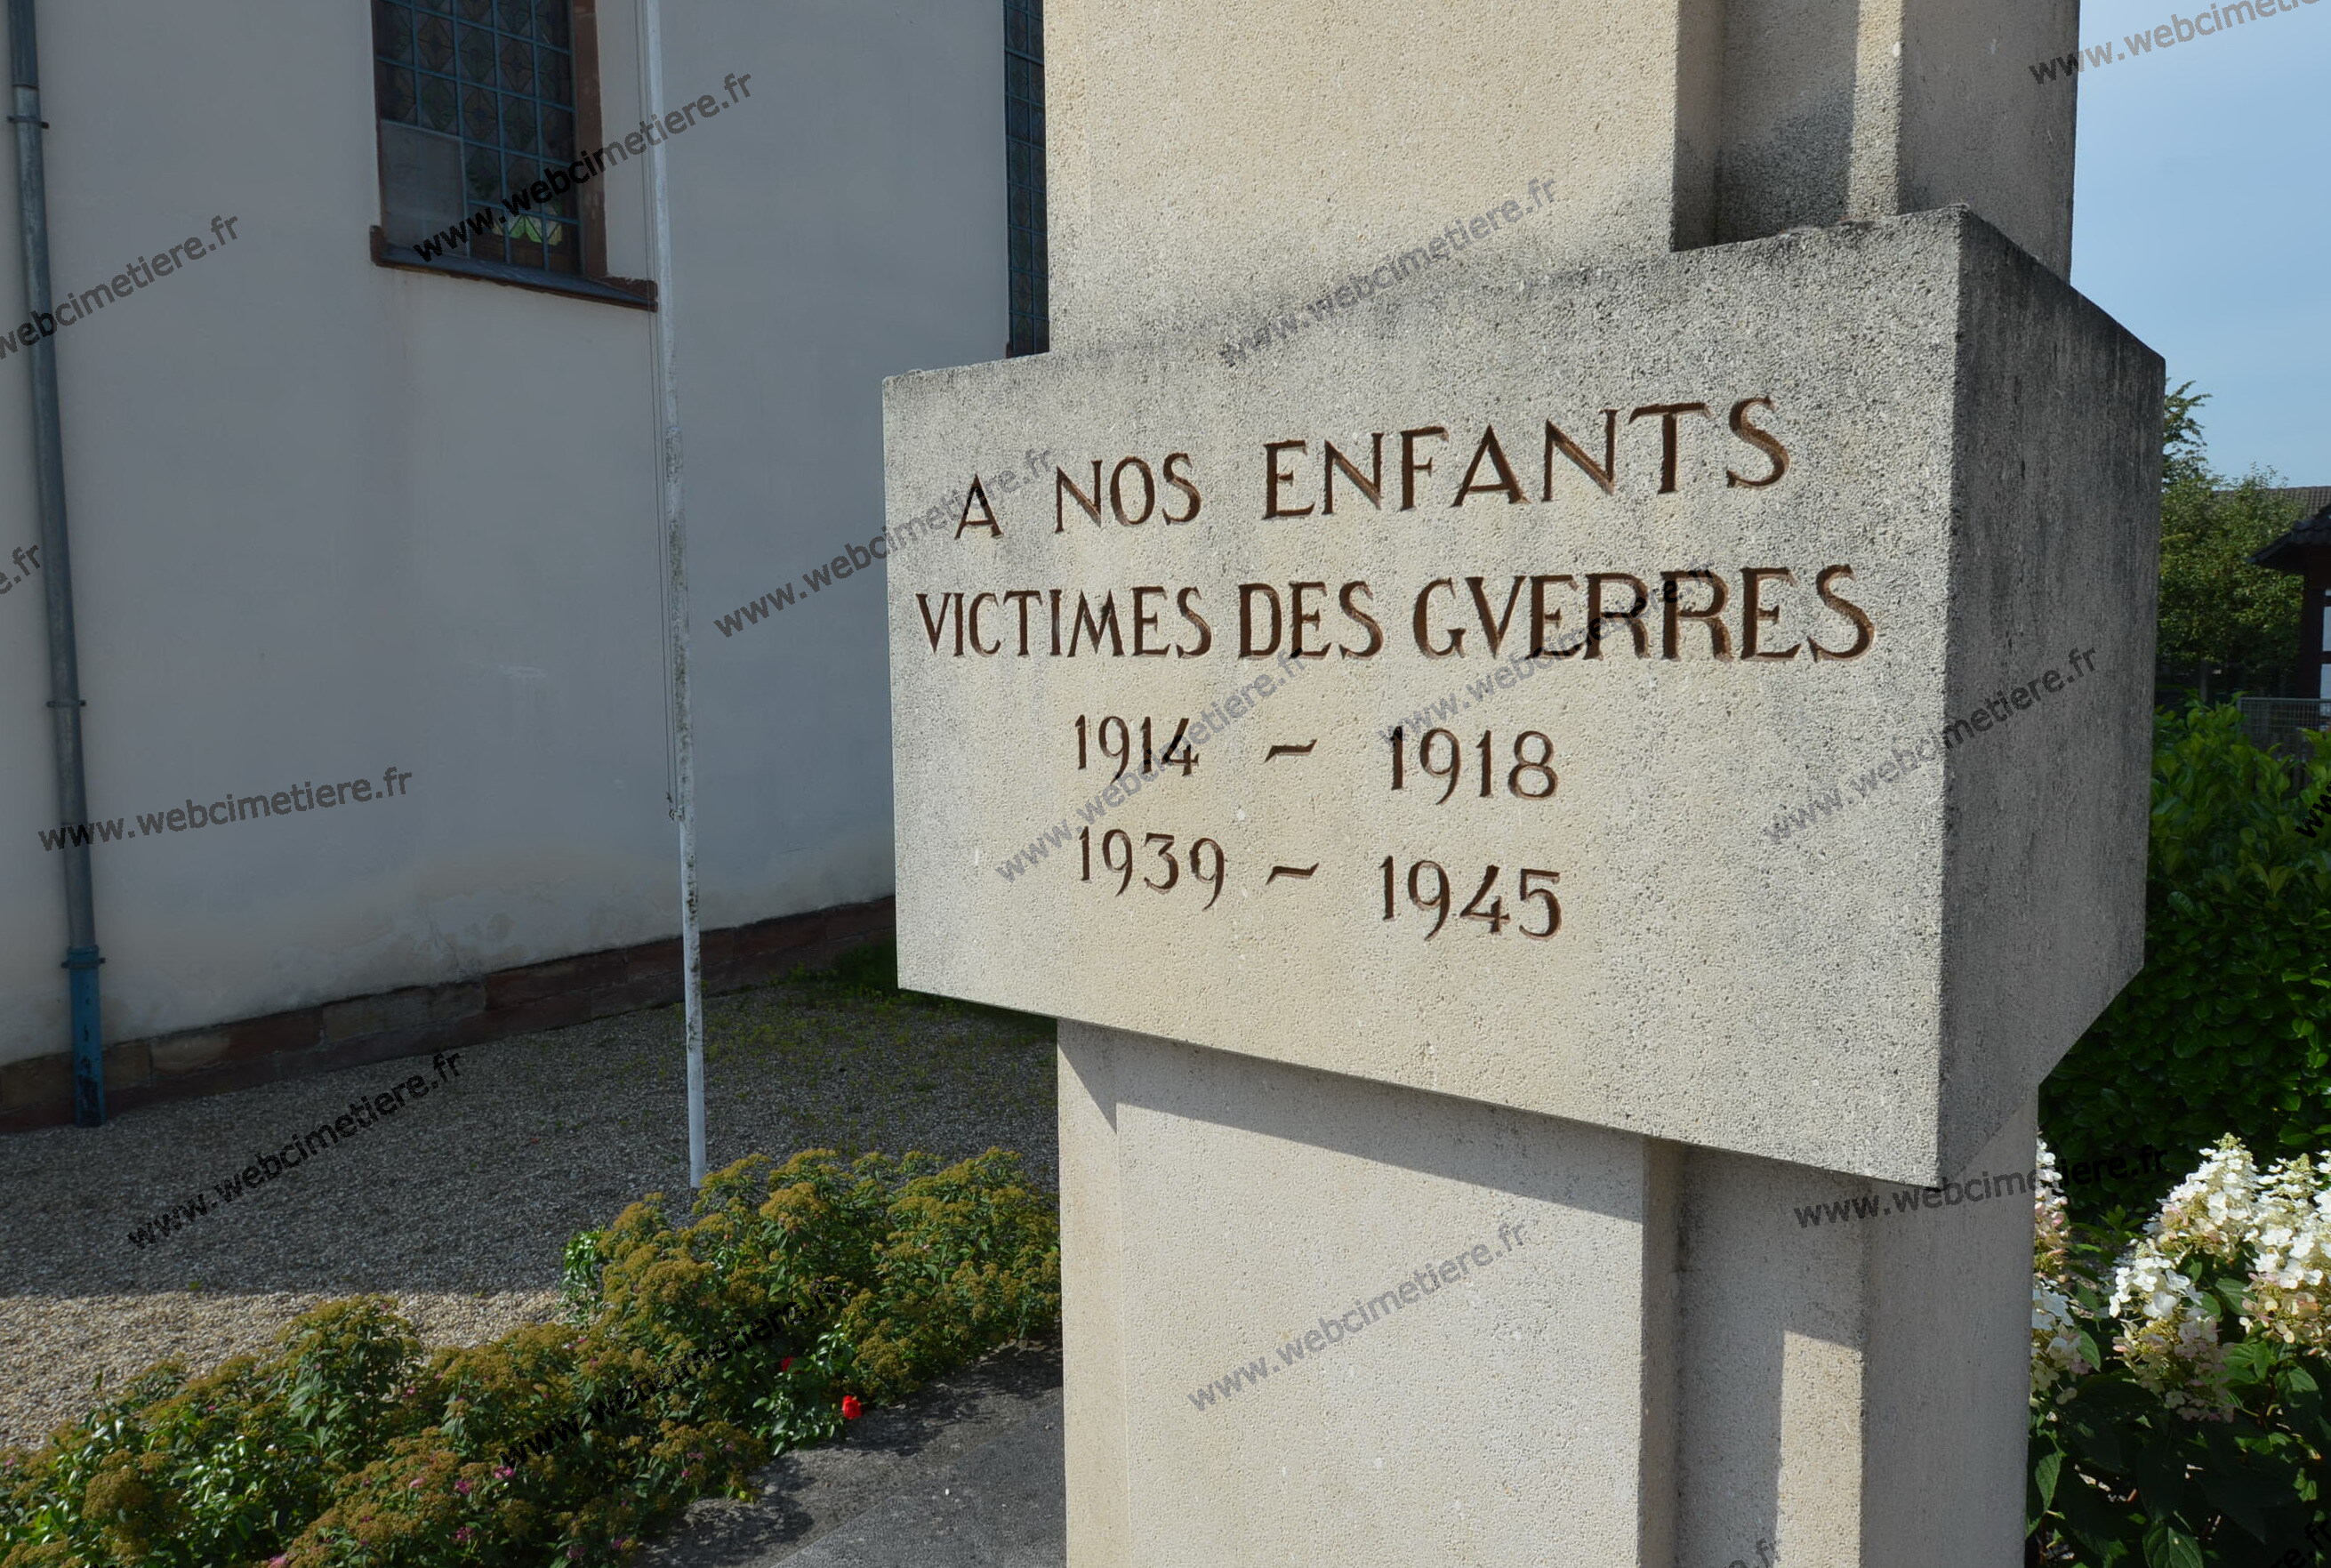 A NOS ENFANTS
VICTIMES DES GVERRES
1914 - 1918
1939 - 1945
www.webcimetiere.fr